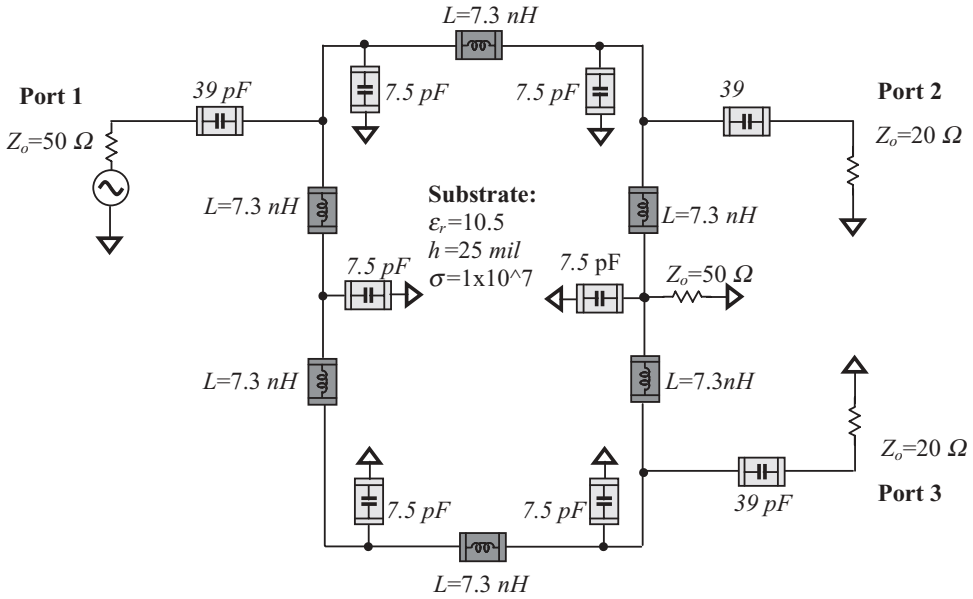 L=7.3 nH
39 pF
7.5 pF
7.5 pF
39
Port 1
Port 2
Zo=50 Ω
Zo=20 Ω
Substrate:
L=7.3 nH
εr=10.5
L=7.3 nH
h=25 mil
7.5 pF
σ=1x10^7
7.5 pF
Zo=50 Ω
L=7.3 nH
L=7.3nH
Zo=20 Ω
7.5 pF
7.5 pF
39 pF
Port 3
L=7.3 nH